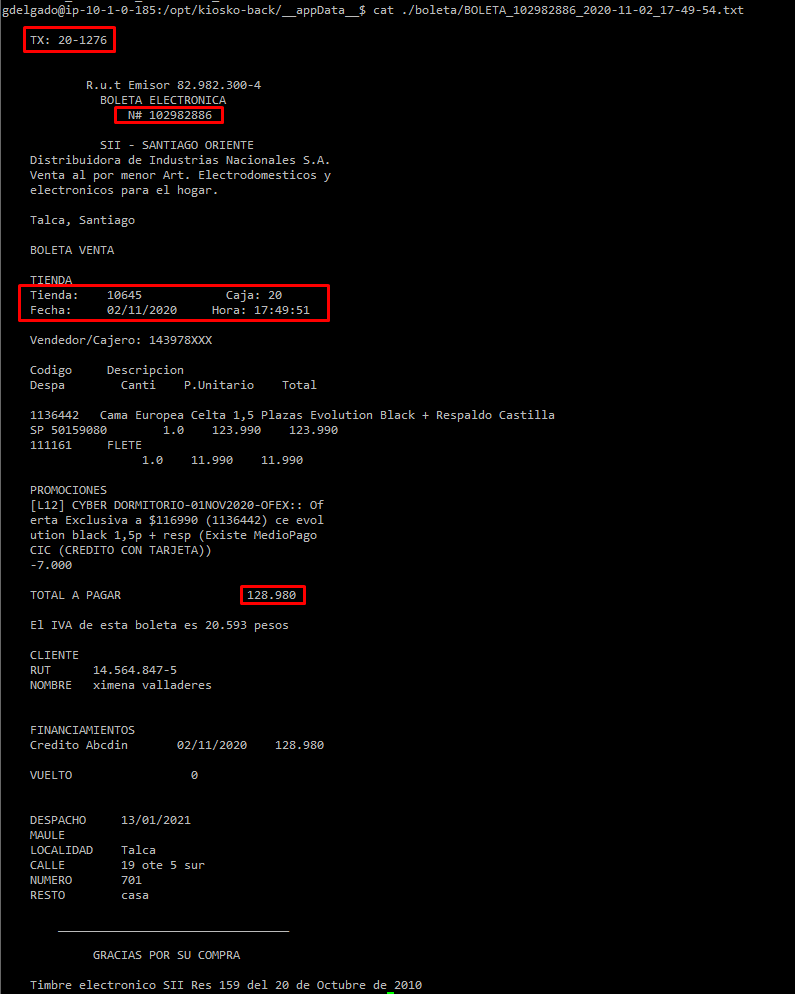 gdelgado@ip-10-1-0-185:/opt/kiosko-back/__appData__$ cat ./boleta/BOLETA_102982886_2020-11-02_17-49-54.txt
TX: 20-1276
R.u.t Emisor 82.982.300-4
BOLETA ELECTRONICA
N# 102982886
SII - SANTIAGO ORIENTE
Distribuidora de Industrias Nacionales S.A.
Venta al por menor Art. Electrodomesticos y
electronicos para el hogar.
Talca, Santiago
BOLETA VENTA
TIENDA
Tienda: 10645 Caja: 20
Fecha: 02/11/2020 Hora: 17:49:51
Vendedor/Cajero: 143978XXX
Codigo Descripcion
Despa Canti P.Unitario Total
1136442 Cama Europea Celta 1,5 Plazas Evolution Black + Respaldo Castilla
SP 50159080 1.0 123.990 123.990
111161 FLETE
1.0 11.990 11.990
PROMOCIONES
[L12] CYBER DORMITORIO-01NOV2020-OFEX:: Of
erta Exclusiva a $116990 (1136442) ce evol
ution black 1,5p + resp (Existe MedioPago
CIC (CREDITO CON TARJETA))
-7.000
TOTAL A PAGAR 128.980
El IVA de esta boleta es 20.593 pesos
CLIENTE
RUT 14.564.847-5
NOMBRE ximena valladeres
FINANCIAMIENTOS
Credito Abcdin 02/11/2020 128.980
VUELTO 0
DESPACHO 13/01/2021
MAULE
LOCALIDAD Talca
CALLE 19 ote 5 sur
NUMERO 701
RESTO casa
_________________________________
GRACIAS POR SU COMPRA
Timbre electronico SII Res 159 del 20 de Octubre de 2010